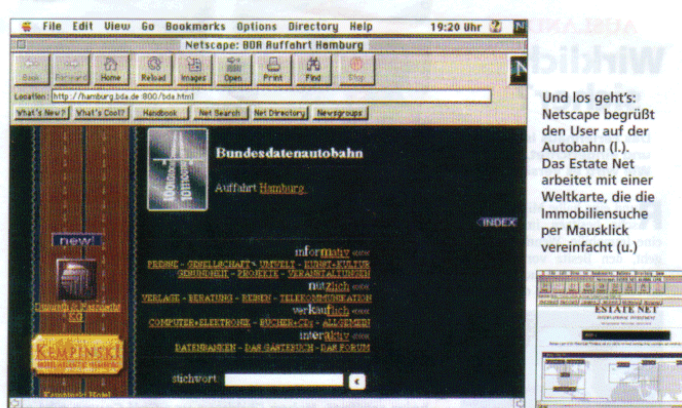 File Edit View Go Bookmarks Options Directory Help 19:20 Uhr
Netscape: BDA Auffahrt Hamburg
Back Forward Home Reload Images Open Print Find Stop
Location: http://hamburg.bda.de:800/bda.html
What's New? What's Cool? Handbook Net Search Net Directory Newsgroups
Bundesdatenautobahn
Auffahrt Hamburg
INDEX
new!
informativ
PRESSE - GESELLSCHAFT - UMWELT - KUNST+KULTUR
GESUNDHEIT - PROJEKTE - VERANSTALTUNGEN
nützlich
VERLAGE - BERATUNG - REISEN - TELEKOMMUNIKATION
verkauflich
COMPUTER+ELEKTRONIK - BÜCHER+CDs - ALLGEMEIN
interaktiv
DATENBANKEN - DAS GÄSTEBUCH - DAS FORUM
stichwort:
KEMPINSKI
Kempinski Hotel
Und los geht's:
Netscape begrüßt
den User auf der
Autobahn (l.).
Das Estate Net
arbeitet mit einer
Weltkarte, die die
Immobiliensuche
per Mausklick
vereinfacht (u.)
ESTATE NET